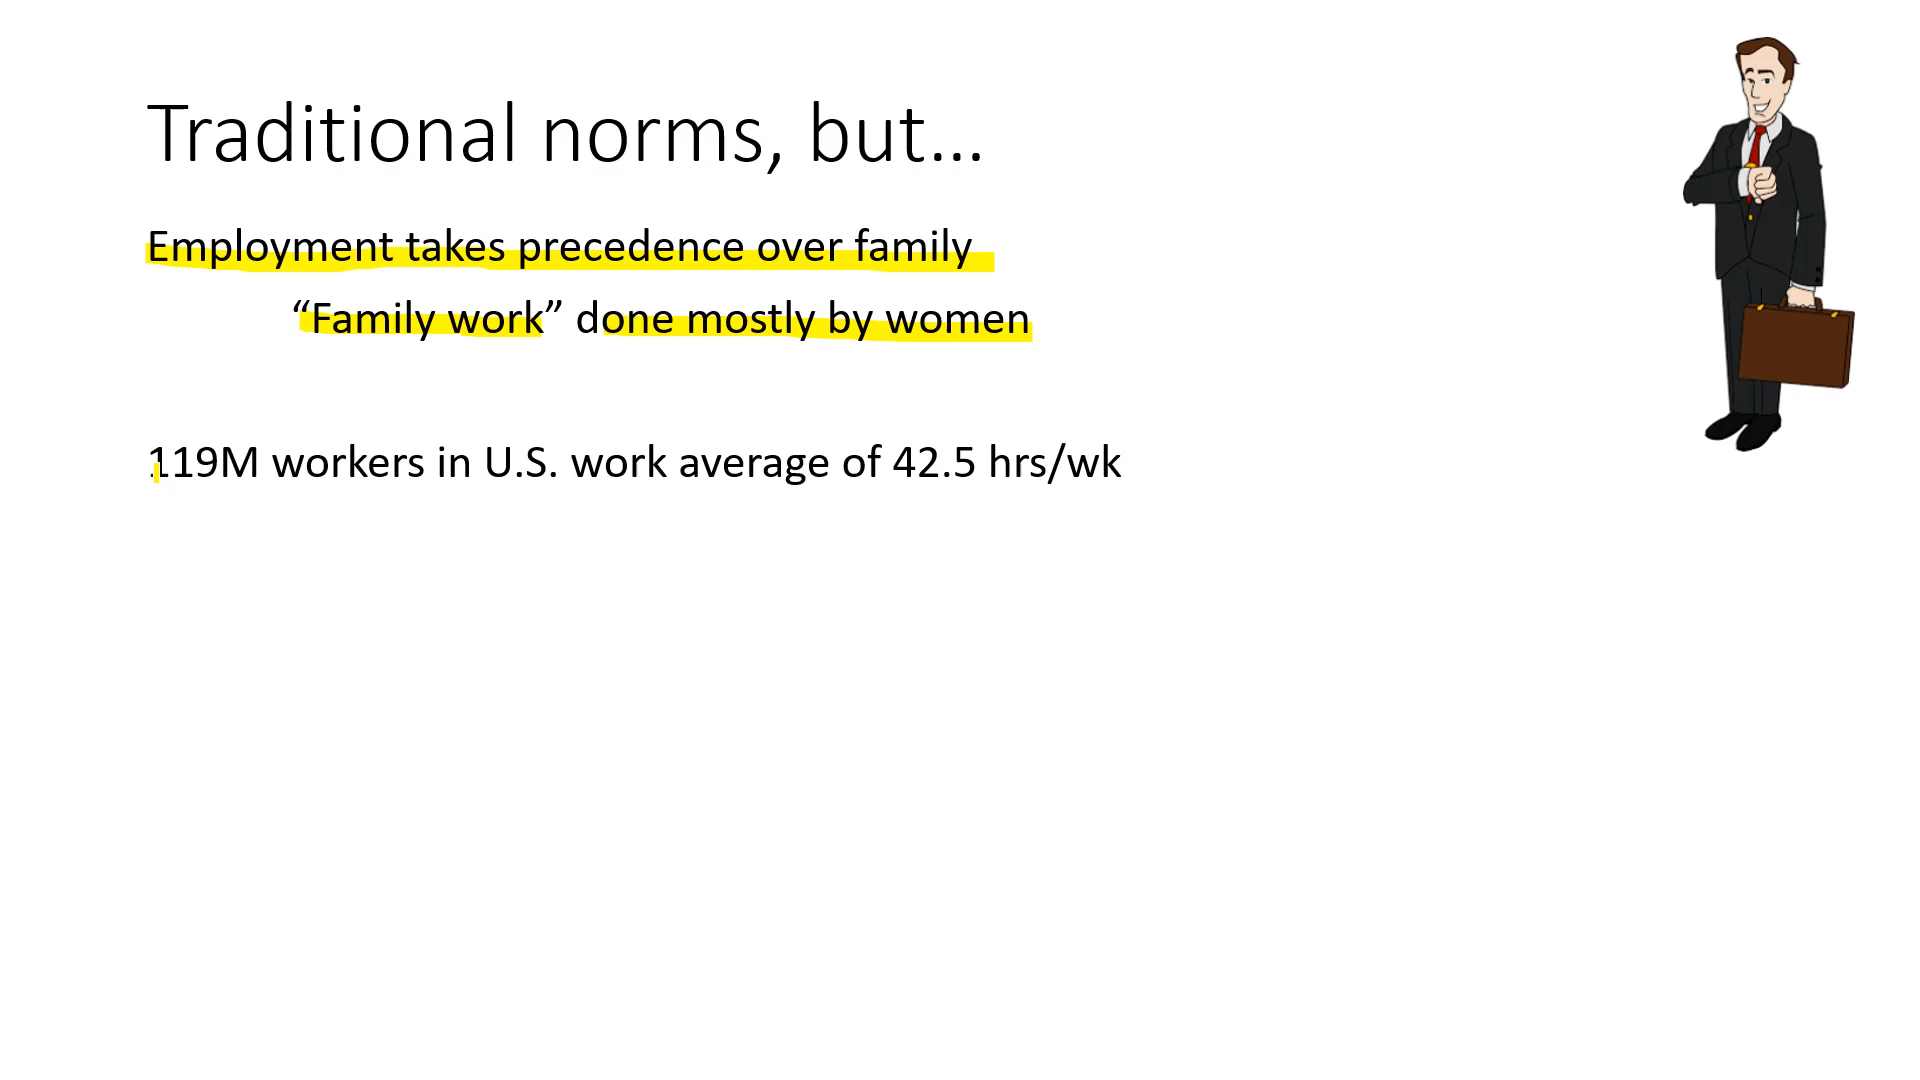 Traditional norms, but…
Employment takes precedence over family
“Family work” done mostly by women
119M workers in U.S. work average of 42.5 hrs/wk